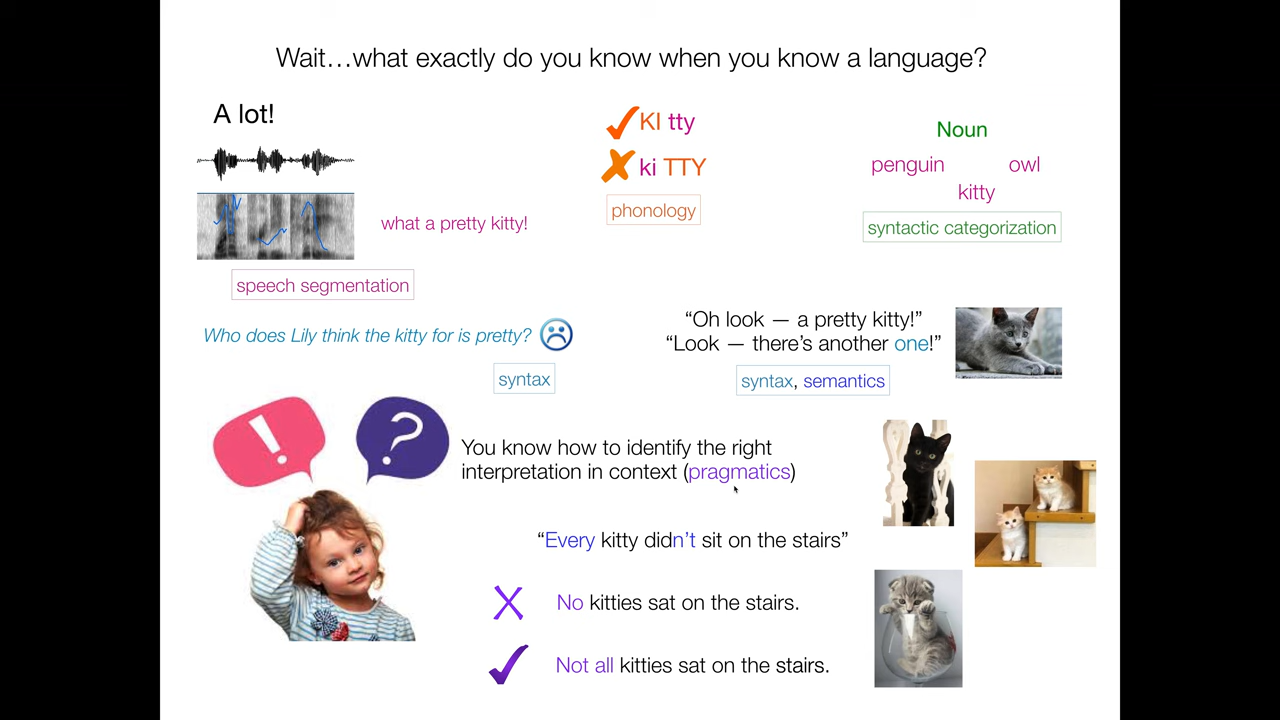 Wait…what exactly do you know when you know a language?
A lot!
what a pretty kitty!
speech segmentation
KI tty
ki TTY
phonology
Noun
penguin owl
kitty
syntactic categorization
Who does Lily think the kitty for is pretty?
syntax
“Oh look — a pretty kitty!”
“Look — there’s another one!”
syntax, semantics
! ?
You know how to identify the right
interpretation in context (pragmatics)
“Every kitty didn’t sit on the stairs”
No kitties sat on the stairs.
Not all kitties sat on the stairs.